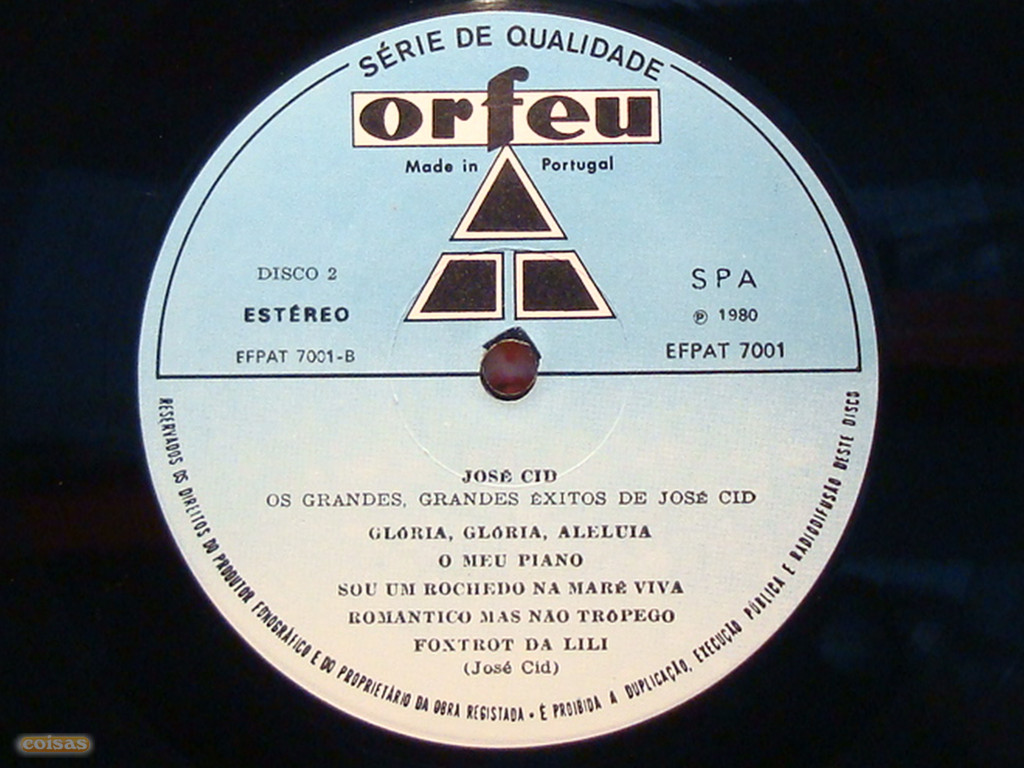 SÉRIE DE QUALIDADE
orfeu
Made in Portugal
DISCO 2
ESTÉREO
EFPAT 7001-B
SPA
℗ 1980
EFPAT 7001
JOSÉ CID
OS GRANDES, GRANDES ÊXITOS DE JOSÉ CID
GLÓRIA, GLÓRIA, ALELUIA
O MEU PIANO
SOU UM ROCHEDO NA MARÉ VIVA
ROMANTICO MAS NÃO TRÔPEGO
FOXTROT DA LILI
(José Cid)
RESERVADOS OS DIREITOS DO PRODUTOR FONOGRÁFICO E DO PROPRIETÁRIO DA OBRA REGISTADA • É PROIBIDA A DUPLICAÇÃO, EXECUÇÃO PÚBLICA E RADIODIFUSÃO DESTE DISCO
coisas